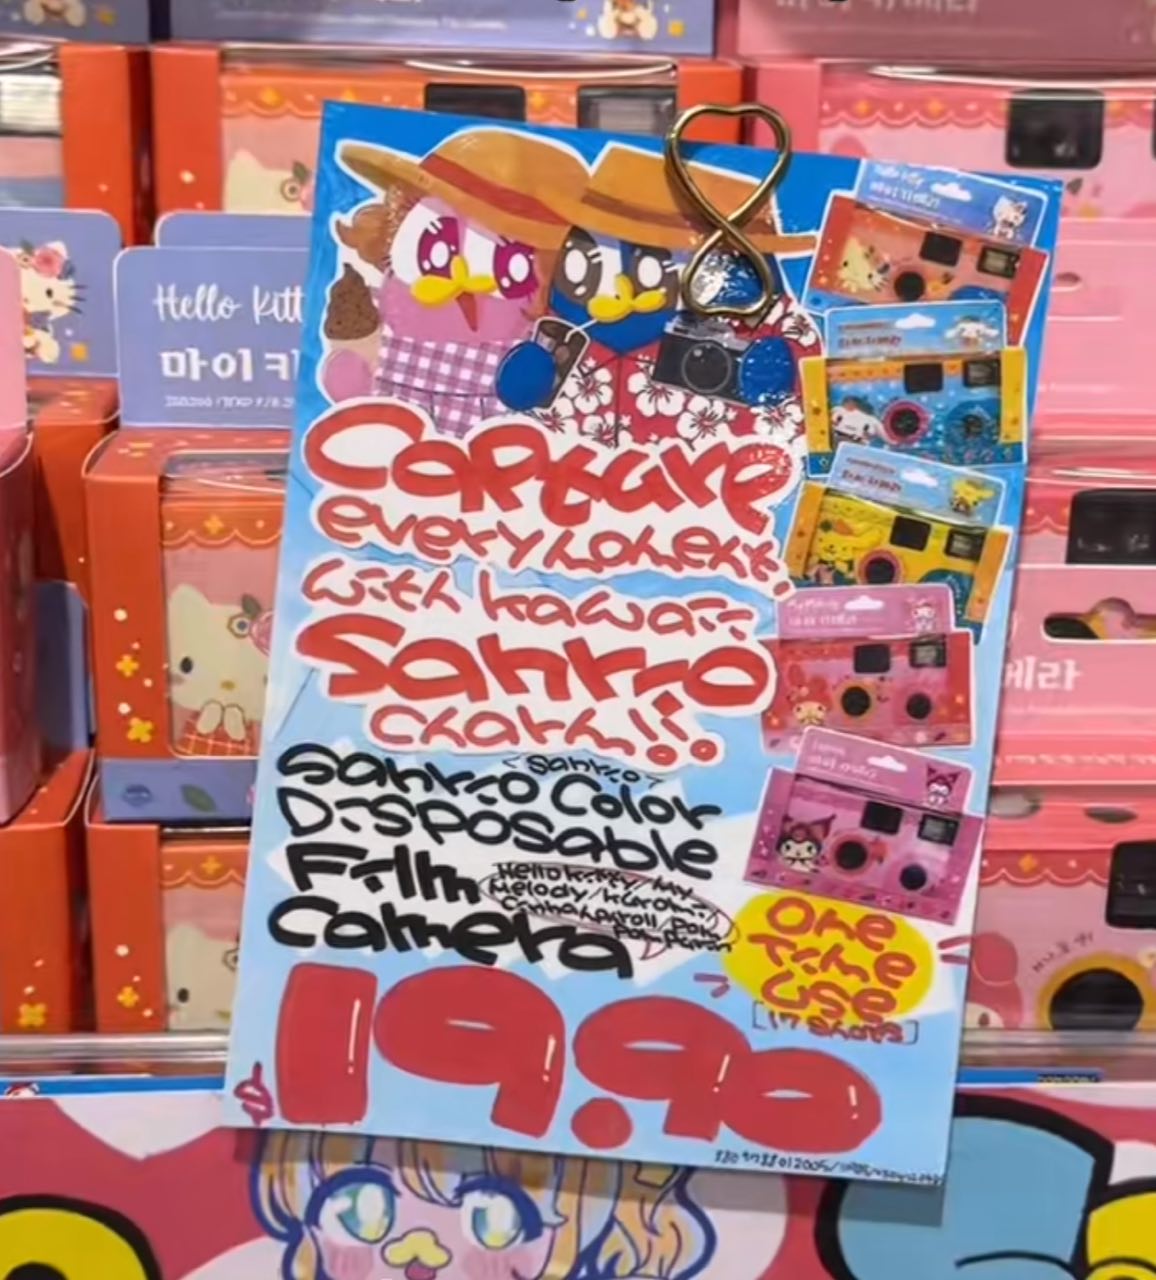 Hello Kitt
마이 키
Capture
every moment
with kawaii
Sanrio
charm!!
<Sanrio>
Sanrio Color
Disposable
Film
Hello Kitty/My
Melody/Kuromi/
Cinnamoroll/Pom
Pom Purin
Camera
One
Time
Use
[17 shots]
$19.90
메라